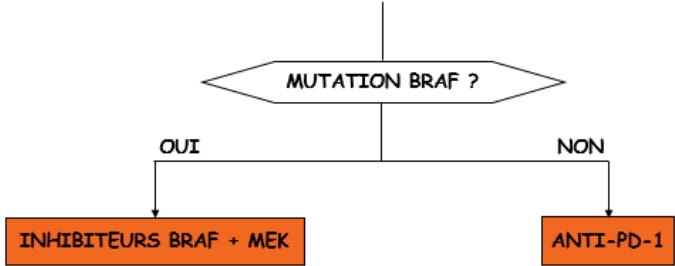 MUTATION BRAF ?
OUI
NON
INHIBITEURS BRAF + MEK
ANTI-PD-1